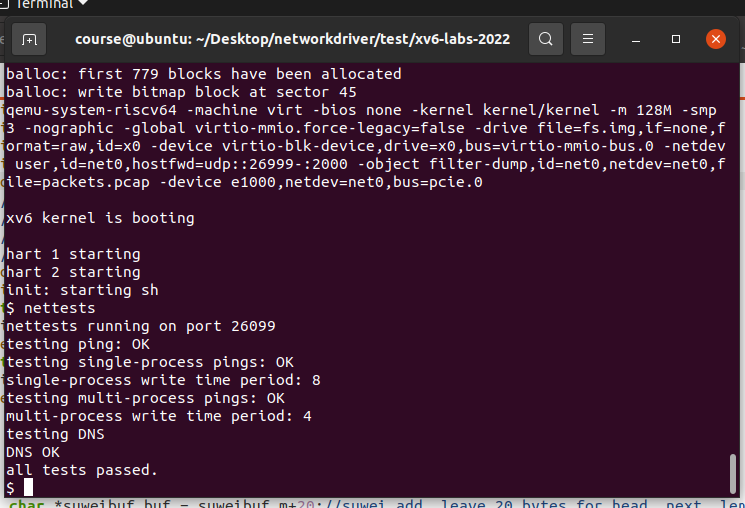 Terminal
course@ubuntu: ~/Desktop/networkdriver/test/xv6-labs-2022
balloc: first 779 blocks have been allocated
balloc: write bitmap block at sector 45
qemu-system-riscv64 -machine virt -bios none -kernel kernel/kernel -m 128M -smp
3 -nographic -global virtio-mmio.force-legacy=false -drive file=fs.img,if=none,f
ormat=raw,id=x0 -device virtio-blk-device,drive=x0,bus=virtio-mmio-bus.0 -netdev
user,id=net0,hostfwd=udp::26999-:2000 -object filter-dump,id=net0,netdev=net0,f
ile=packets.pcap -device e1000,netdev=net0,bus=pcie.0
xv6 kernel is booting
hart 1 starting
hart 2 starting
init: starting sh
$ nettests
nettests running on port 26099
testing ping: OK
testing single-process pings: OK
single-process write time period: 8
testing multi-process pings: OK
multi-process write time period: 4
testing DNS
DNS OK
all tests passed.
$
char *suweibuf_buf = suweibuf_m+20;//suwei add, leave 20 bytes for head, next, len